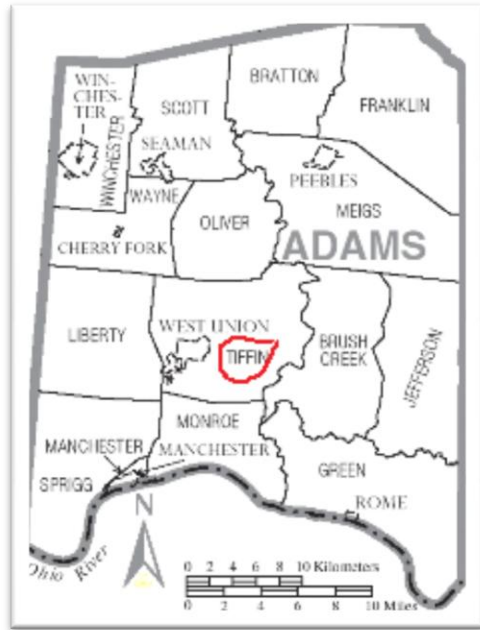 BRATTON
WIN-
CHES-
TER
SCOTT
FRANKLIN
WINCHESTER
SEAMAN
PEEBLES
WAYNE
MEIGS
OLIVER
CHERRY FORK
ADAMS
LIBERTY
WEST UNION
TIFFIN
BRUSH
CREEK
JEFFERSON
MONROE
MANCHESTER
MANCHESTER
SPRIGG
GREEN
N
ROME
Ohio River
0 2 4 6 8 10 Kilometers
0 2 4 6 8 10 Miles